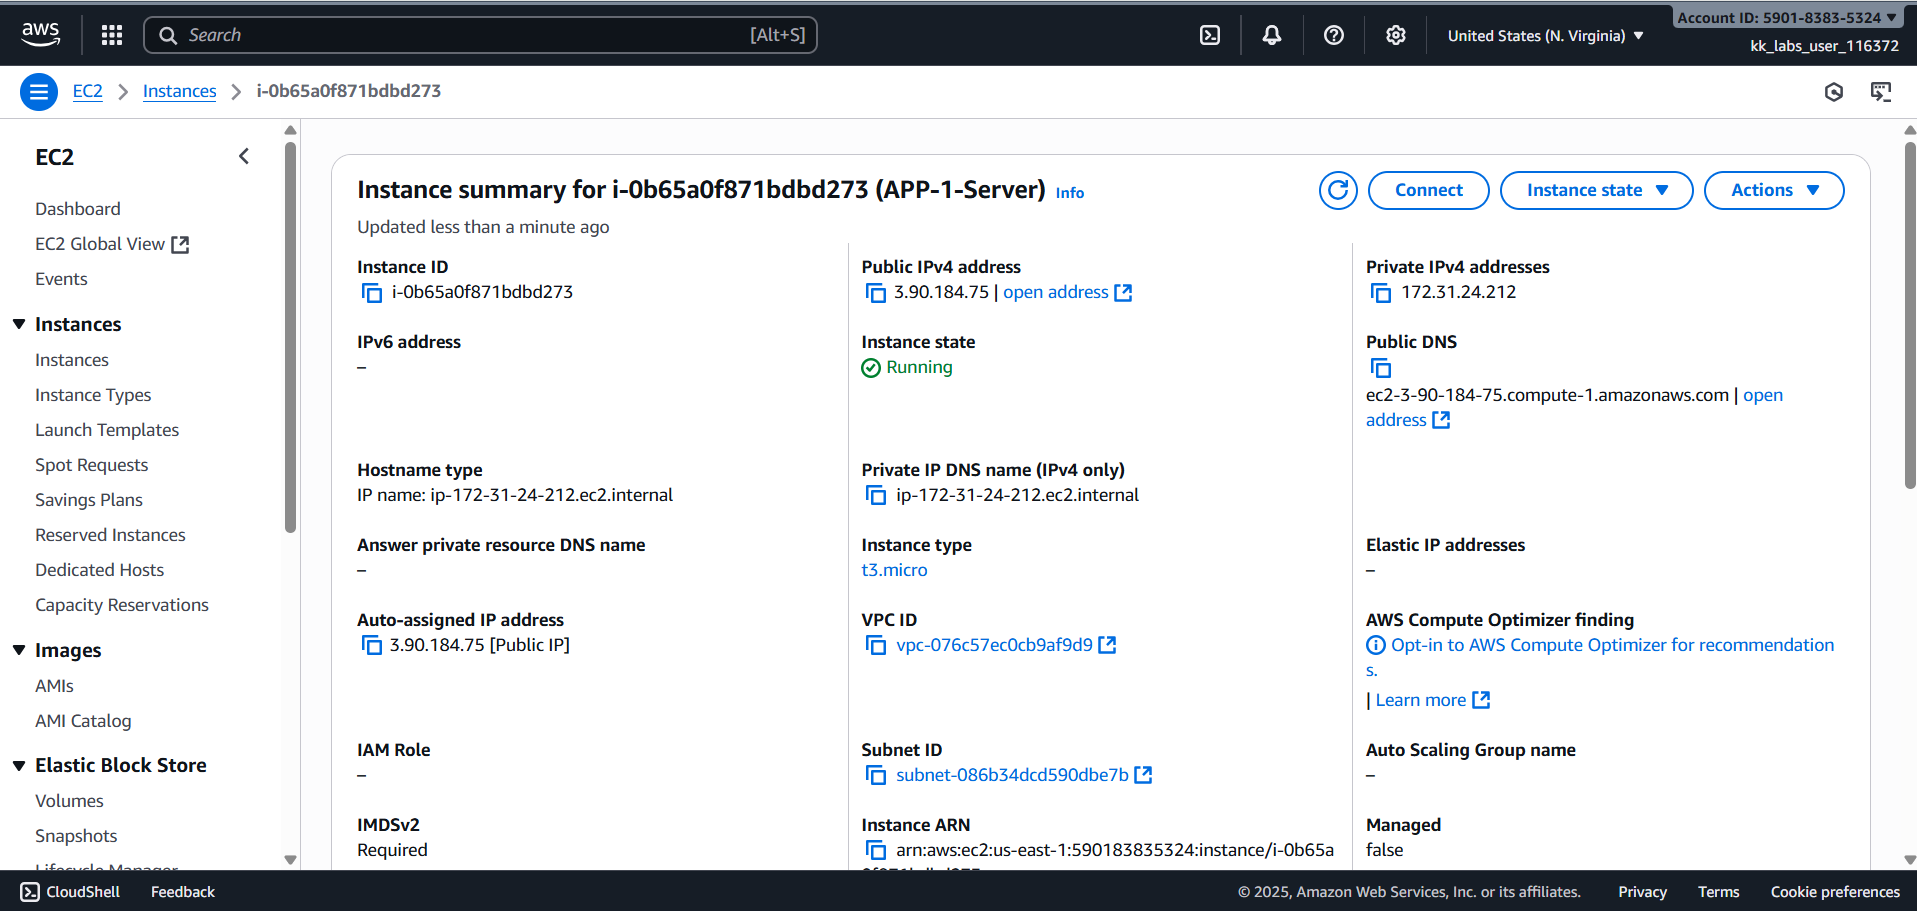 aws
Search [Alt+S]
United States (N. Virginia)
Account ID: 5901-8383-5324
kk_labs_user_116372
EC2 Instances i-0b65a0f871bdbd273
EC2
Dashboard
EC2 Global View
Events
Instances
Instances
Instance Types
Launch Templates
Spot Requests
Savings Plans
Reserved Instances
Dedicated Hosts
Capacity Reservations
Images
AMIs
AMI Catalog
Elastic Block Store
Volumes
Snapshots
Lifecycle Manager
Instance summary for i-0b65a0f871bdbd273 (APP-1-Server) Info
Updated less than a minute ago
Connect
Instance state
Actions
Instance ID
i-0b65a0f871bdbd273
Public IPv4 address
3.90.184.75 | open address
Private IPv4 addresses
172.31.24.212
IPv6 address
–
Instance state
Running
Public DNS
ec2-3-90-184-75.compute-1.amazonaws.com | open
address
Hostname type
IP name: ip-172-31-24-212.ec2.internal
Private IP DNS name (IPv4 only)
ip-172-31-24-212.ec2.internal
Answer private resource DNS name
–
Instance type
t3.micro
Elastic IP addresses
–
Auto-assigned IP address
3.90.184.75 [Public IP]
VPC ID
vpc-076c57ec0cb9af9d9
AWS Compute Optimizer finding
Opt-in to AWS Compute Optimizer for recommendation
s.
| Learn more
IAM Role
–
Subnet ID
subnet-086b34dcd590dbe7b
Auto Scaling Group name
–
IMDSv2
Required
Instance ARN
arn:aws:ec2:us-east-1:590183835324:instance/i-0b65a
Managed
false
CloudShell
Feedback
© 2025, Amazon Web Services, Inc. or its affiliates.
Privacy
Terms
Cookie preferences